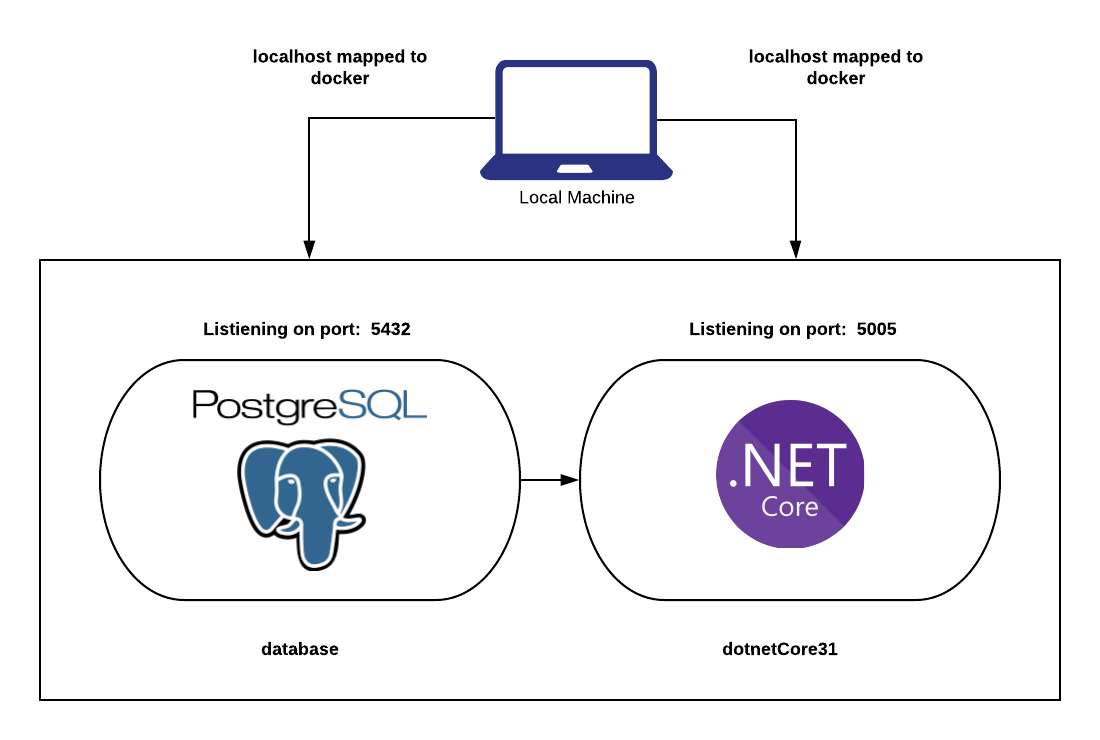 localhost mapped to
docker
localhost mapped to
docker
Local Machine
Listiening on port:  5432
Listiening on port:  5005
PostgreSQL
.NET
Core
database
dotnetCore31